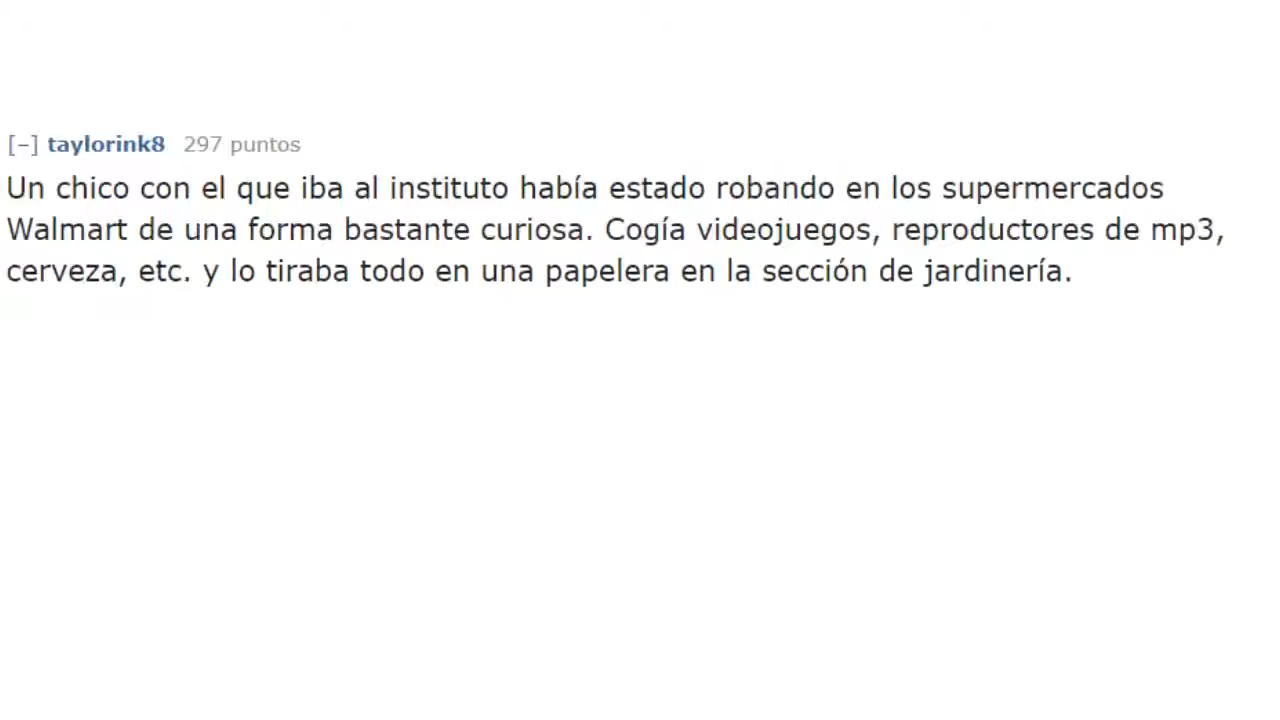 [–] taylorink8 297 puntos
Un chico con el que iba al instituto había estado robando en los supermercados
Walmart de una forma bastante curiosa. Cogía videojuegos, reproductores de mp3,
cerveza, etc. y lo tiraba todo en una papelera en la sección de jardinería.